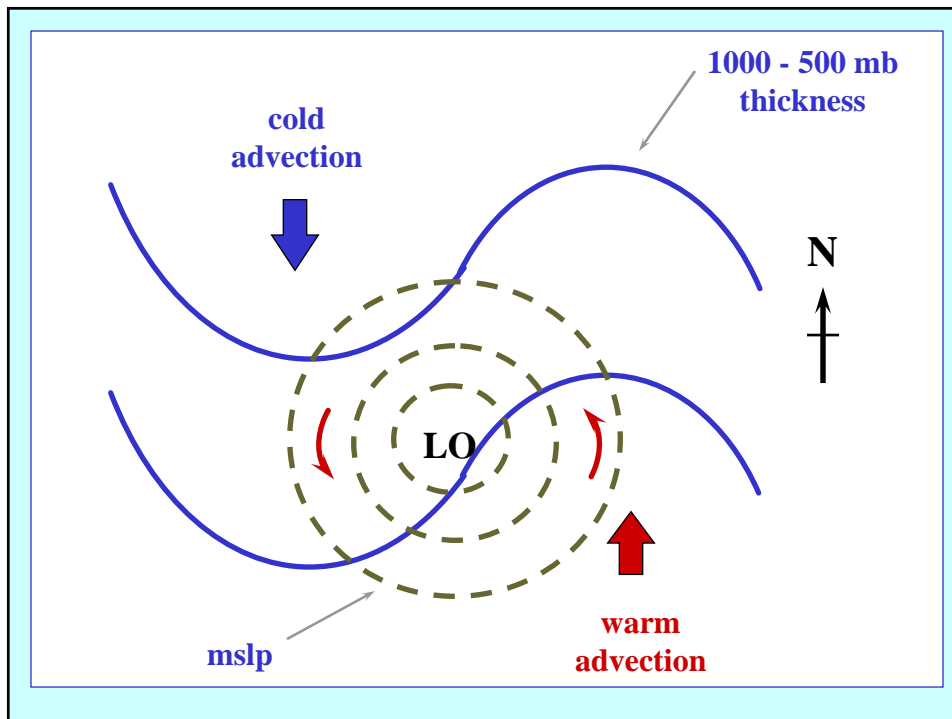 1000 - 500 mb
thickness
cold
advection
N
LO
warm
advection
mslp